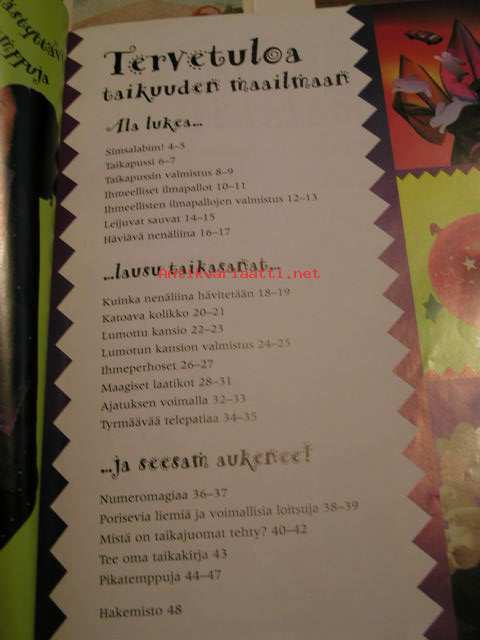 Tervetuloa
taikuuden maailmaan
Ala lukea...
Simsalabim! 4–5
Taikapussi 6–7
Taikapussin valmistus 8–9
Ihmeelliset ilmapallot 10–11
Ihmeellisten ilmapallojen valmistus 12–13
Leijuvat sauvat 14–15
Häviävä nenäliina 16–17
...lausu taikasanat...
Antikvariaatti.net
Kuinka nenäliina hävitetään 18–19
Katoava kolikko 20–21
Lumottu kansio 22–23
Lumotun kansion valmistus 24–25
Ihmeperhoset 26–27
Maagiset laatikot 28–31
Ajatuksen voimalla 32–33
Tyrmäävää telepatiaa 34–35
...ja seesam aukenee!
Numeromagiaa 36–37
Porisevia liemiä ja voimallisia loitsuja 38–39
Mistä on taikajuomat tehty? 40–42
Tee oma taikakirja 43
Pikatemppuja 44–47
Hakemisto 48